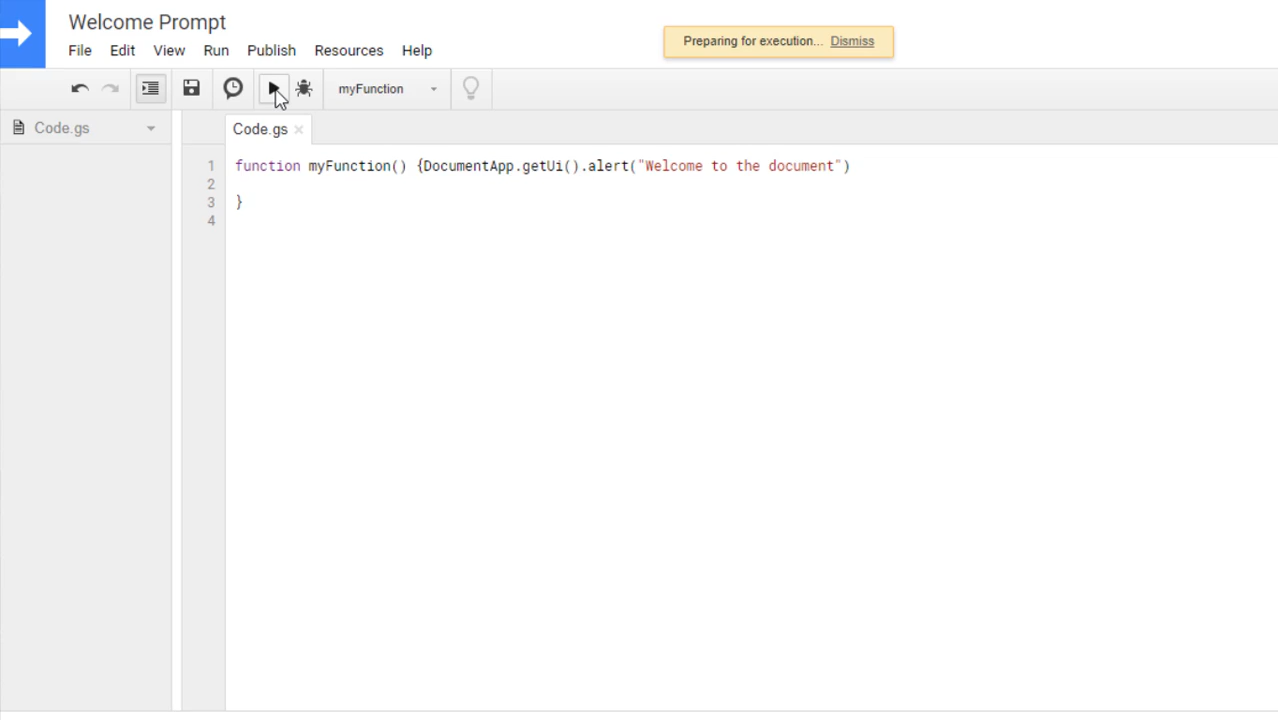 Welcome Prompt
File Edit View Run Publish Resources Help
Preparing for execution... Dismiss
myFunction
Code.gs
Code.gs ×
1 function myFunction() {DocumentApp.getUi().alert("Welcome to the document")
2
3 }
4